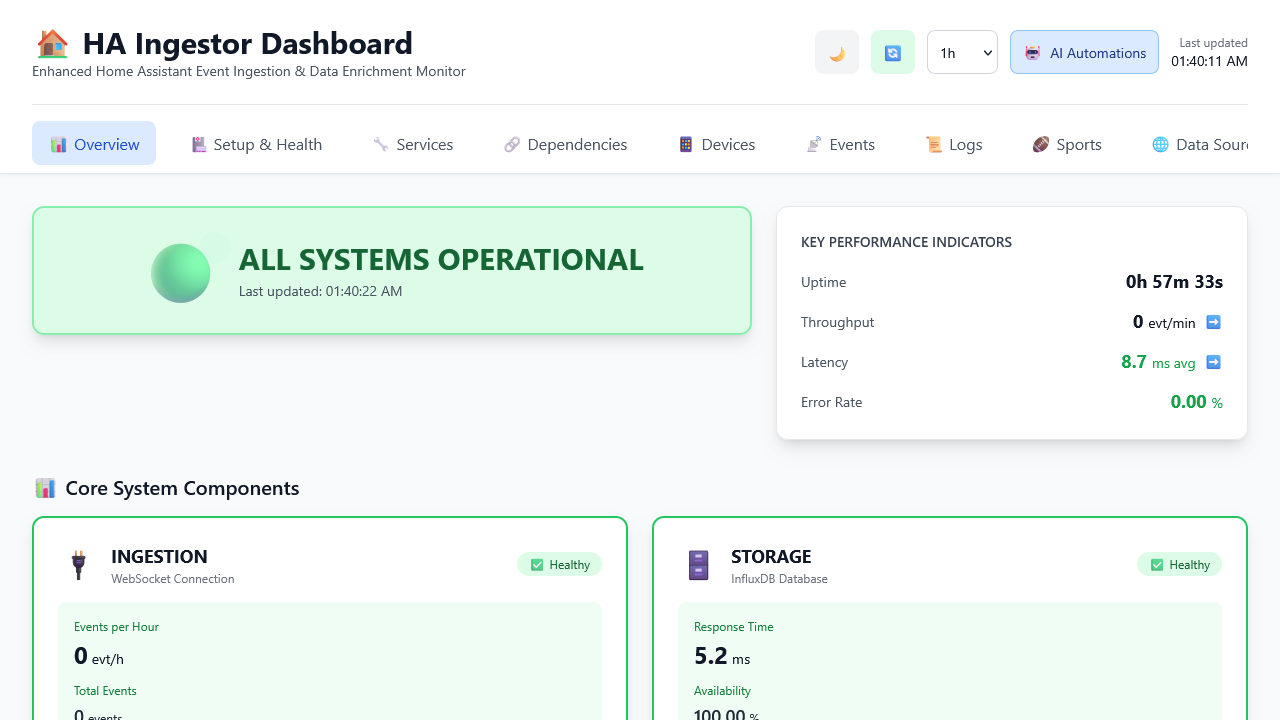 HA Ingestor Dashboard
Enhanced Home Assistant Event Ingestion & Data Enrichment Monitor
1h
AI Automations
Last updated
01:40:11 AM
Overview
Setup & Health
Services
Dependencies
Devices
Events
Logs
Sports
Data Sour
ALL SYSTEMS OPERATIONAL
Last updated: 01:40:22 AM
KEY PERFORMANCE INDICATORS
Uptime
0h 57m 33s
Throughput
0 evt/min
Latency
8.7 ms avg
Error Rate
0.00 %
Core System Components
INGESTION
WebSocket Connection
Healthy
Events per Hour
0 evt/h
Total Events
0 events
STORAGE
InfluxDB Database
Healthy
Response Time
5.2 ms
Availability
100.00 %